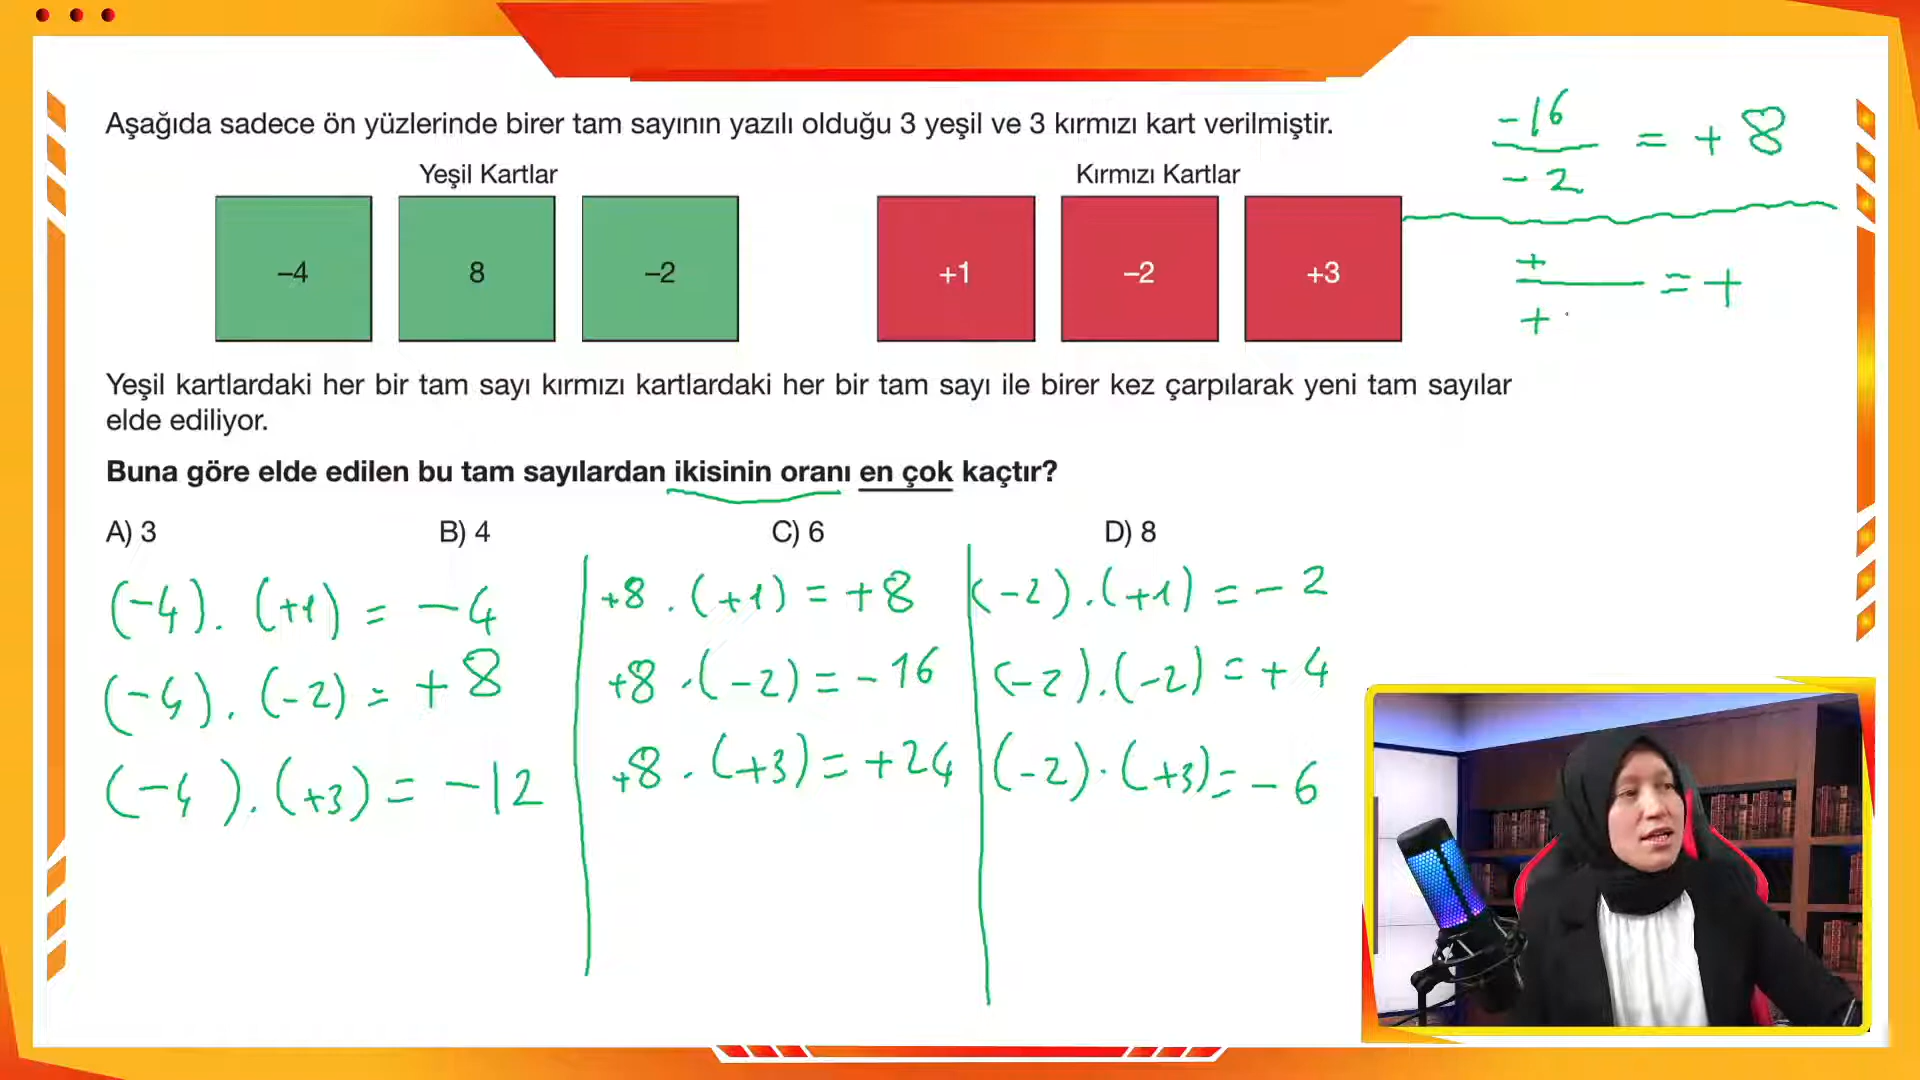 Aşağıda sadece ön yüzlerinde birer tam sayının yazılı olduğu 3 yeşil ve 3 kırmızı kart verilmiştir.
Yeşil Kartlar
Kırmızı Kartlar
–4
8
–2
+1
–2
+3
Yeşil kartlardaki her bir tam sayı kırmızı kartlardaki her bir tam sayı ile birer kez çarpılarak yeni tam sayılar
elde ediliyor.
Buna göre elde edilen bu tam sayılardan ikisinin oranı en çok kaçtır?
A) 3
B) 4
C) 6
D) 8
(-4) . (+1) = -4
(-4) . (-2) = +8
(-4) . (+3) = -12
+8 . (+1) = +8
+8 . (-2) = -16
+8 . (+3) = +24
(-2) . (+1) = -2
(-2) . (-2) = +4
(-2) . (+3) = -6
-16
-2
= +8
+
+
= +